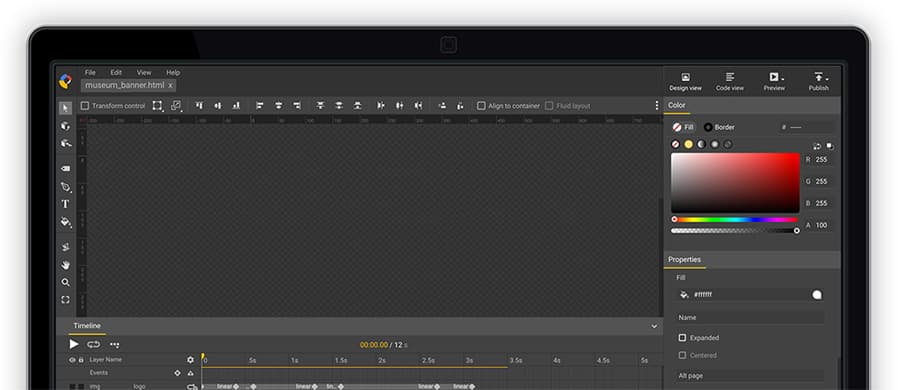 File Edit View Help
museum_banner.html x
Design view Code view Preview Publish
Transform control Align to container Fluid layout
Color
Fill Border #
R 255
G 255
B 255
A 100
Properties
Fill
#ffffff
Name
Expanded
Centered
Alt page
Timeline
00:00.00 / 12 s
Layer Name 0 .5s 1s 1.5s 2s 2.5s 3s 3.5s 4s 4.5s 5s
Events
img logo linear linear lin... linear linear